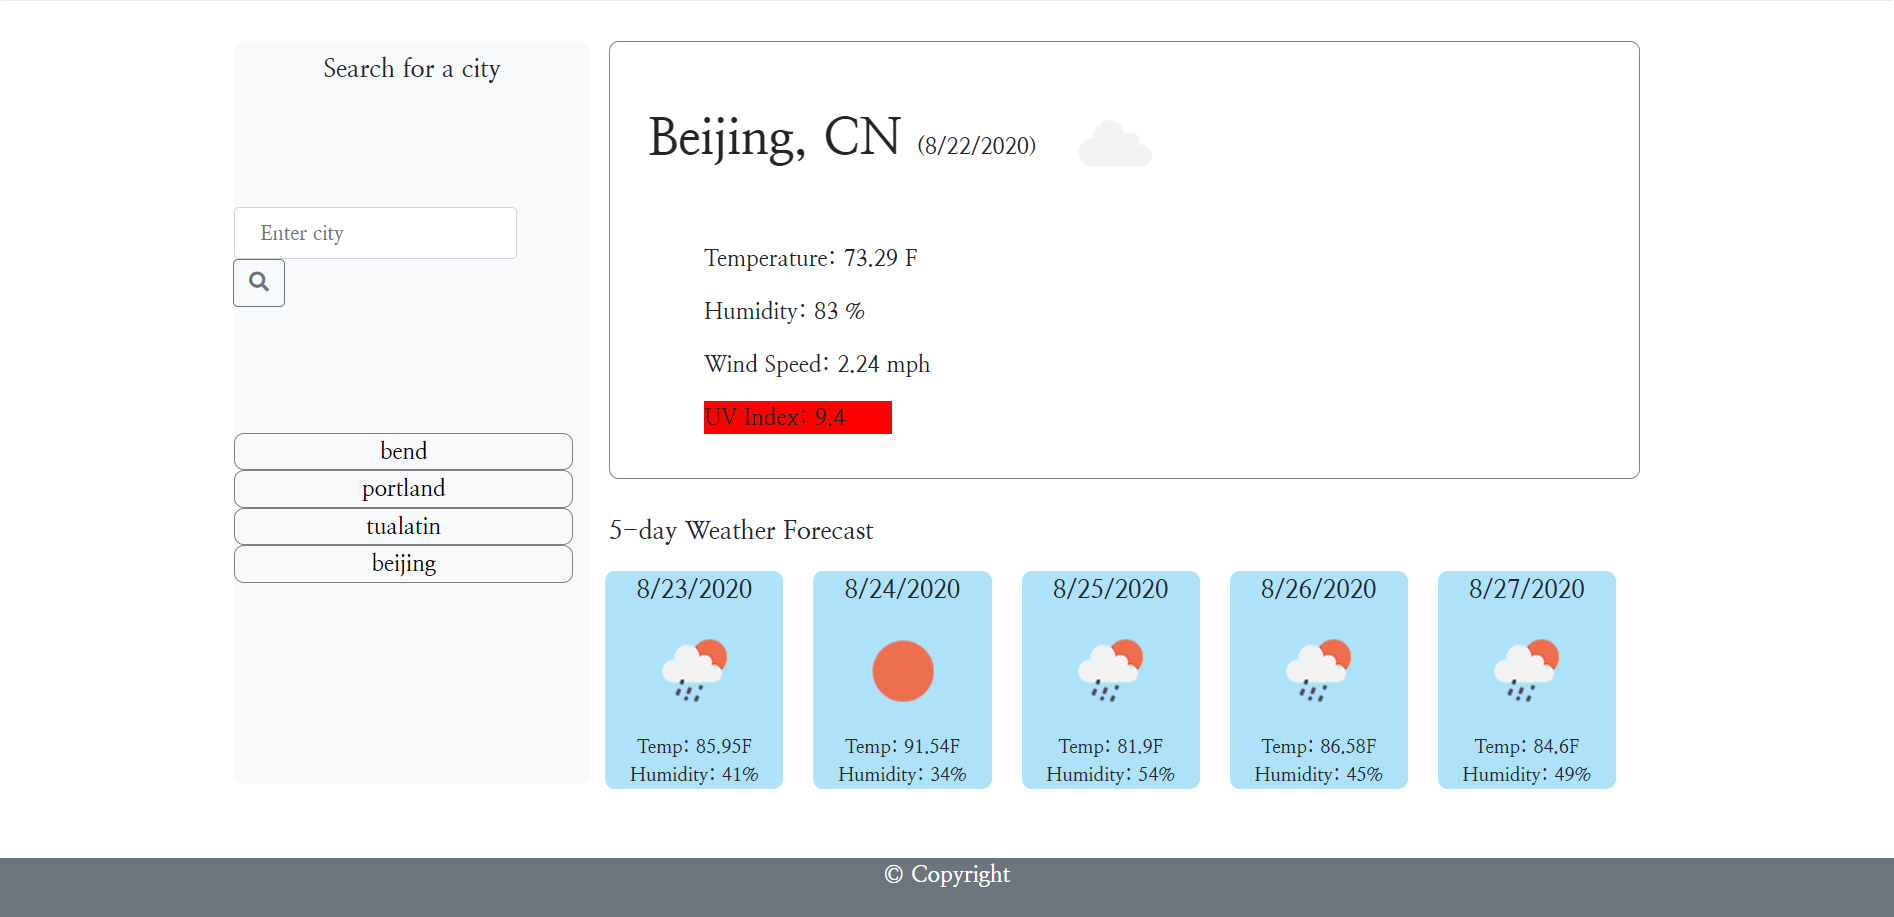 Search for a city
Enter city
bend
portland
tualatin
beijing
Beijing, CN (8/22/2020)
Temperature: 73.29 F
Humidity: 83 %
Wind Speed: 2.24 mph
UV Index: 9.4
5-day Weather Forecast
8/23/2020
Temp: 85.95F
Humidity: 41%
8/24/2020
Temp: 91.54F
Humidity: 34%
8/25/2020
Temp: 81.9F
Humidity: 54%
8/26/2020
Temp: 86.58F
Humidity: 45%
8/27/2020
Temp: 84.6F
Humidity: 49%
© Copyright